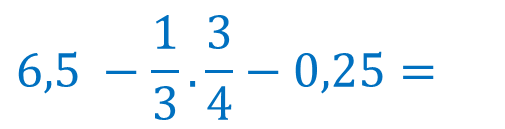 6,5 − 1/3 . 3/4 − 0,25 =